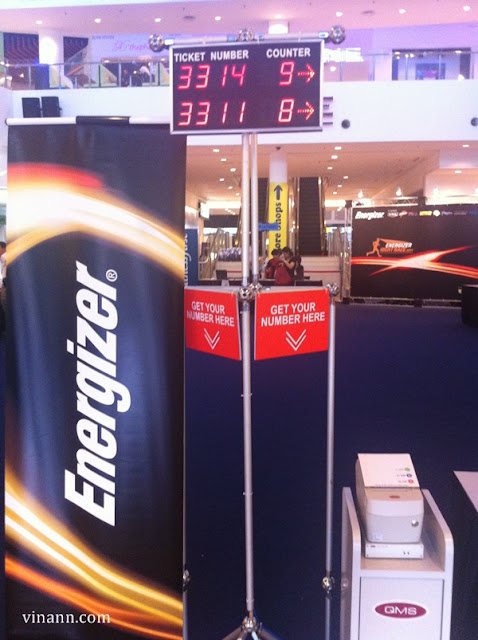 TICKET NUMBER COUNTER
3314 9
3311 8
more Shops
Energizer®
GET YOUR
NUMBER HERE
GET YOUR
NUMBER HERE
Energizer
ENERGIZER
QMS
vinann.com